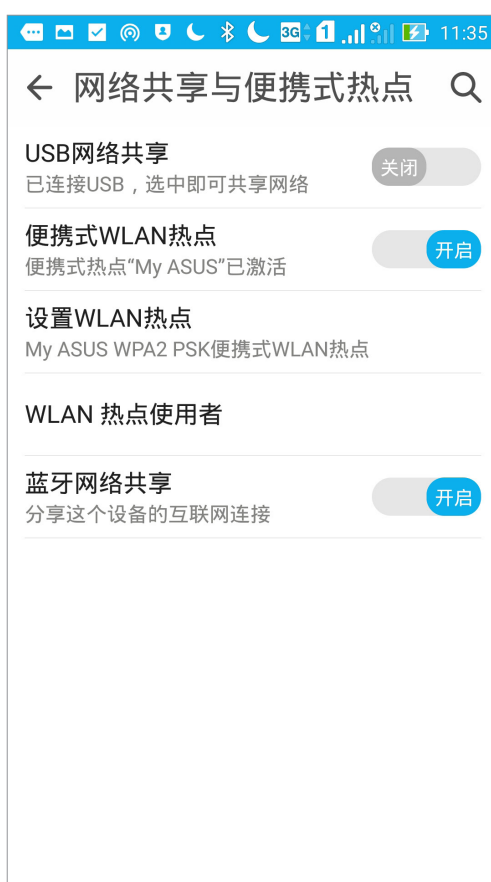 3G 1 11:35
网络共享与便携式热点
USB网络共享
关闭
已连接USB，选中即可共享网络
便携式WLAN热点
开启
便携式热点“My ASUS”已激活
设置WLAN热点
My ASUS WPA2 PSK便携式WLAN热点
WLAN 热点使用者
蓝牙网络共享
开启
分享这个设备的互联网连接